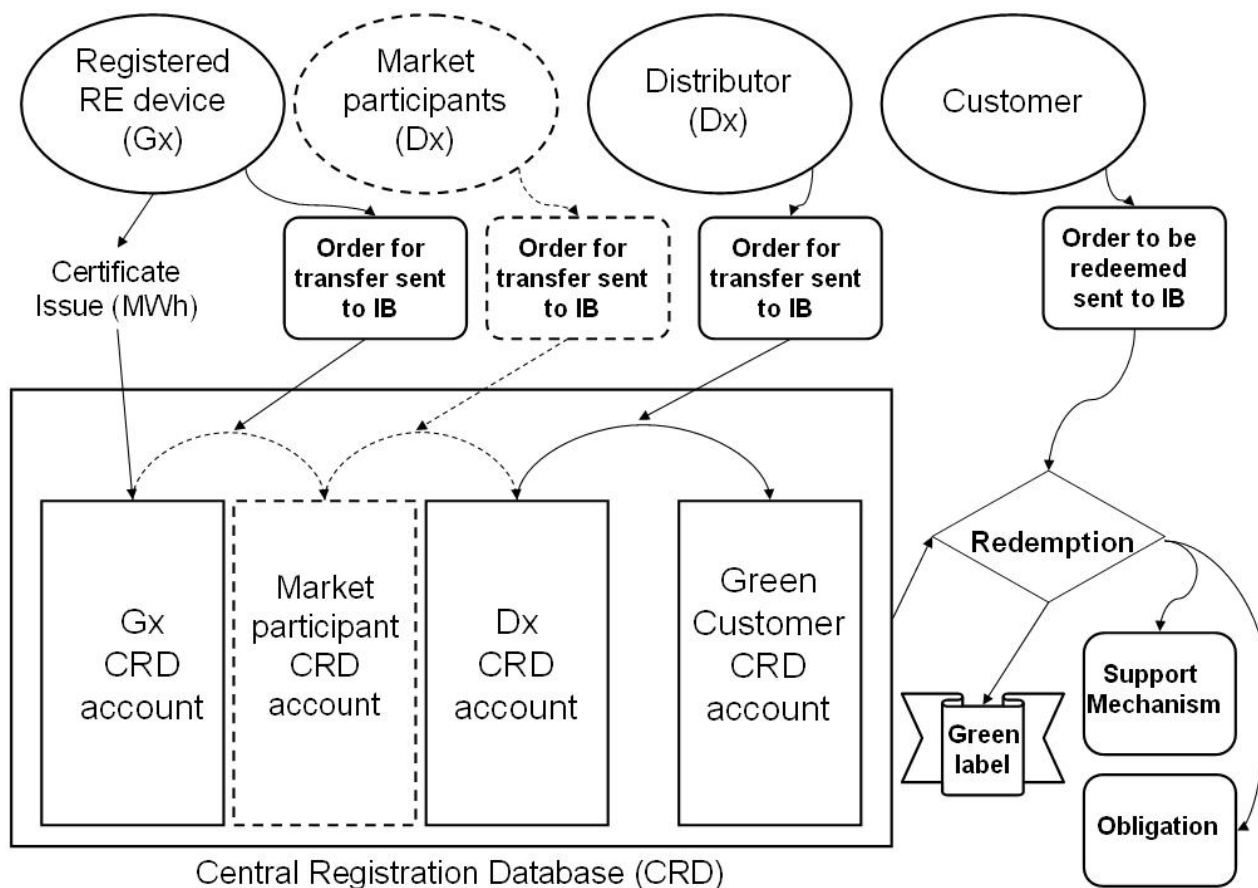 Registered
RE device
(Gx)
Market
participants
(Dx)
Distributor
(Dx)
Customer
Certificate
Issue (MWh)
Order for
transfer sent
to IB
Order for
transfer sent
to IB
Order for
transfer sent
to IB
Order to be
redeemed
sent to IB
Gx
CRD
account
Market
participant
CRD
account
Dx
CRD
account
Green
Customer
CRD
account
Redemption
Green
label
Support
Mechanism
Obligation
Central Registration Database (CRD)